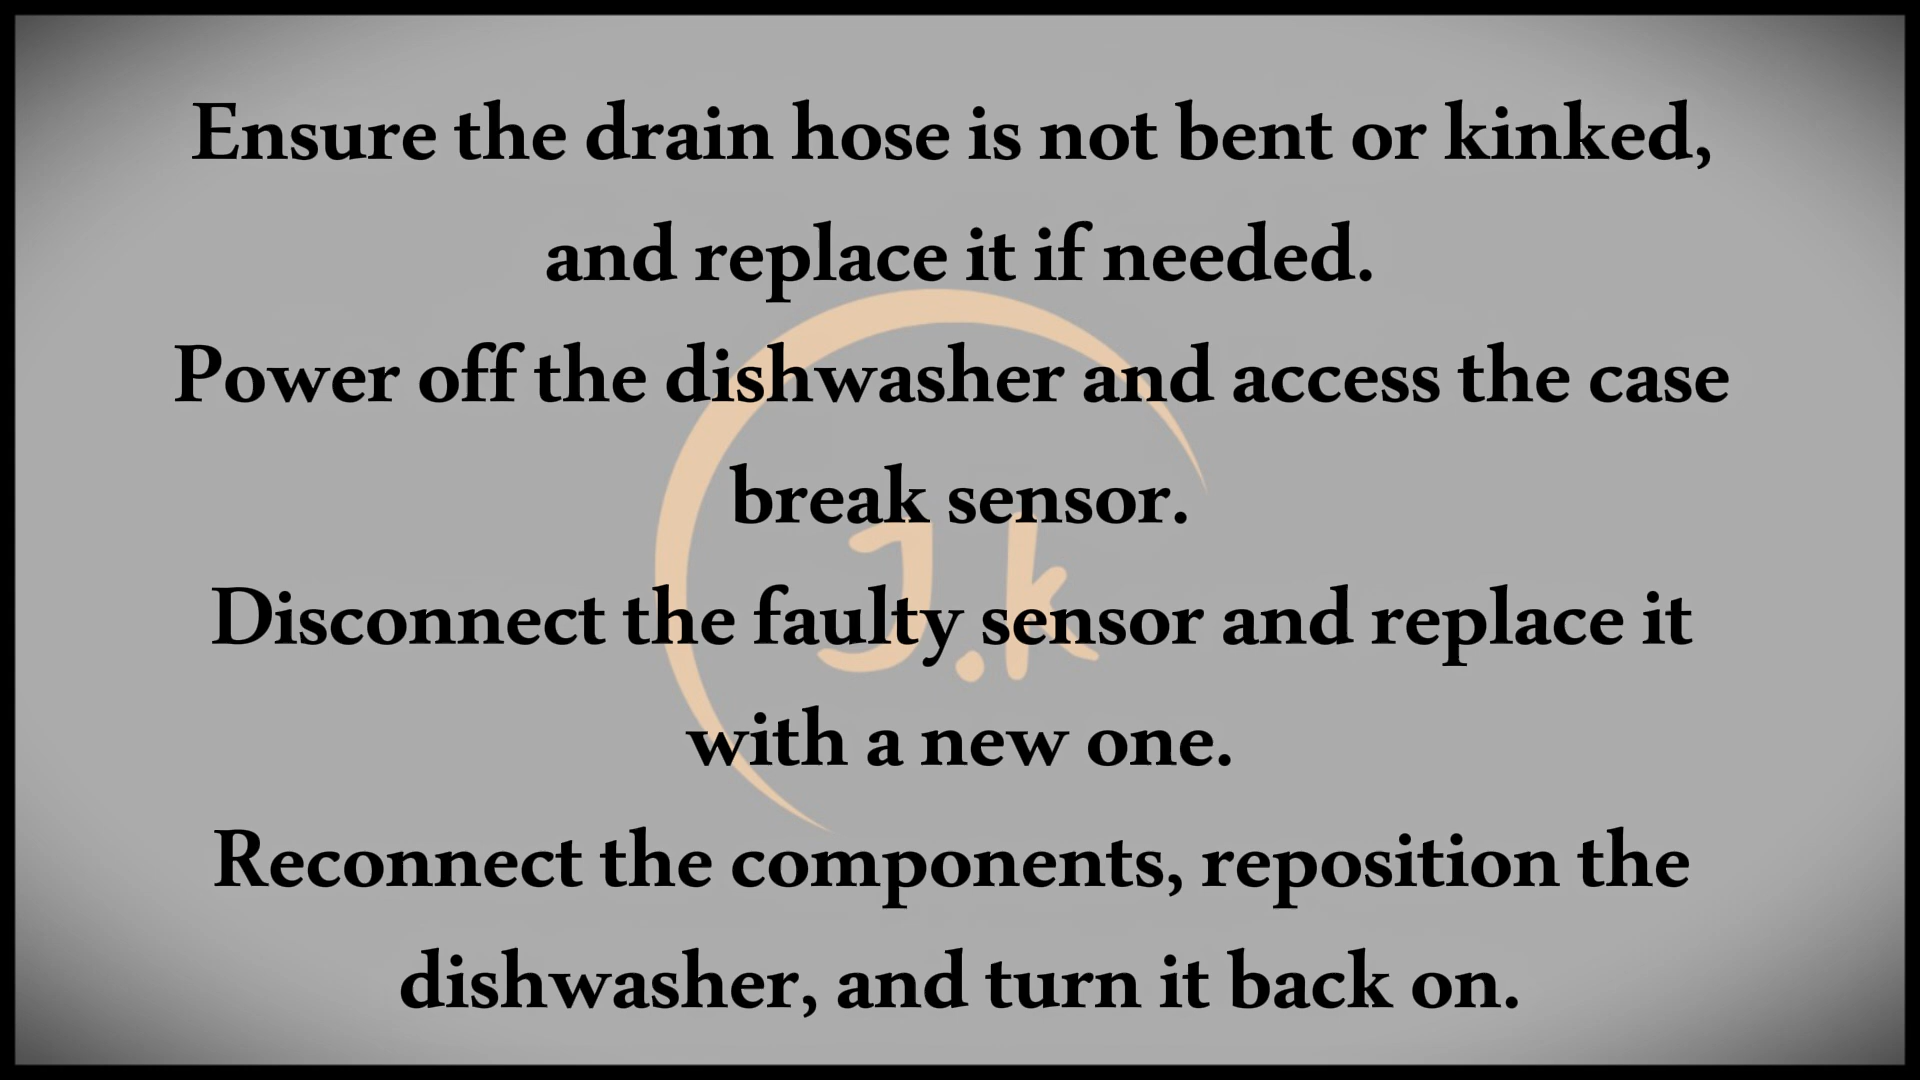 Ensure the drain hose is not bent or kinked,
and replace it if needed.
Power off the dishwasher and access the case
break sensor.
J.k
Disconnect the faulty sensor and replace it
with a new one.
Reconnect the components, reposition the
dishwasher, and turn it back on.